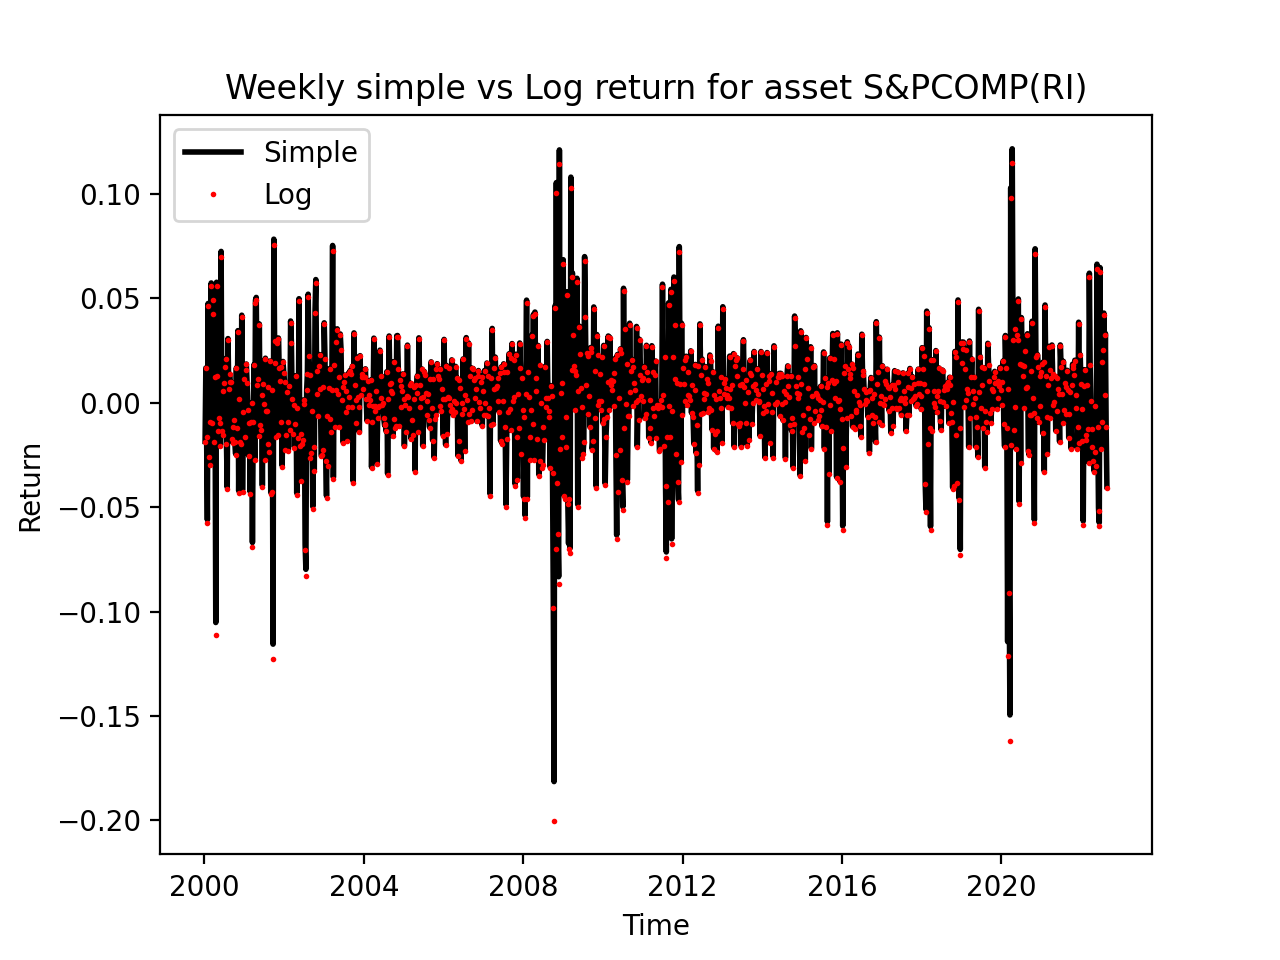 Weekly simple vs Log return for asset S&PCOMP(RI)
Simple
Log
0.10
0.05
0.00
−0.05
−0.10
−0.15
−0.20
Return
2000 2004 2008 2012 2016 2020
Time